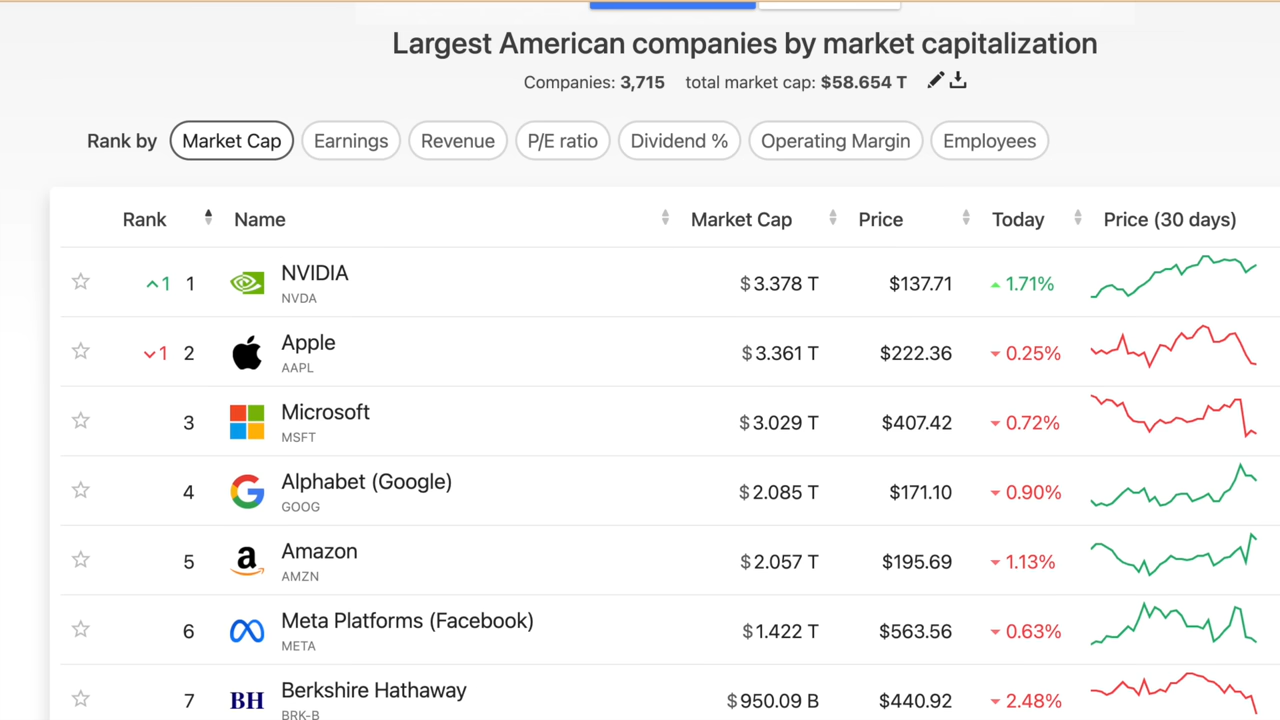 Largest American companies by market capitalization
Companies: 3,715 total market cap: $58.654 T
Rank by Market Cap Earnings Revenue P/E ratio Dividend % Operating Margin Employees
Rank Name Market Cap Price Today Price (30 days)
1 1 NVIDIA $3.378 T $137.71 1.71%
NVDA
1 2 Apple $3.361 T $222.36 0.25%
AAPL
3 Microsoft $3.029 T $407.42 0.72%
MSFT
4 Alphabet (Google) $2.085 T $171.10 0.90%
GOOG
5 a Amazon $2.057 T $195.69 1.13%
AMZN
6 Meta Platforms (Facebook) $1.422 T $563.56 0.63%
META
7 BH Berkshire Hathaway $950.09 B $440.92 2.48%
BRK-B